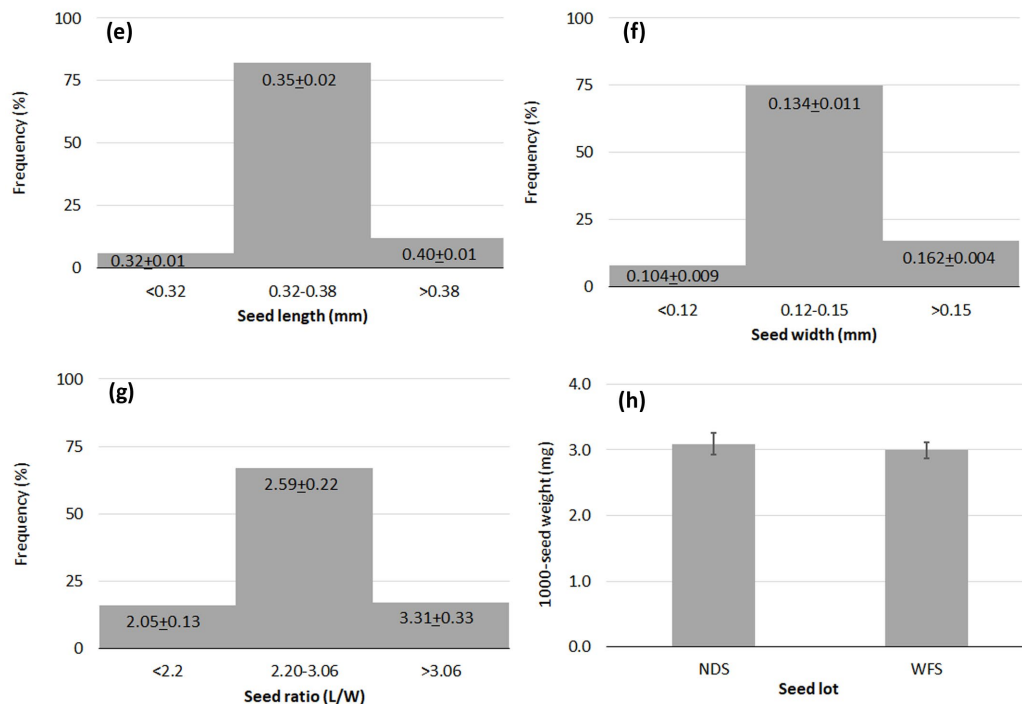 (e)
100
75
50
25
0
Frequency (%)
0.32±0.01
0.35±0.02
0.40±0.01
<0.32
0.32-0.38
>0.38
Seed length (mm)
(f)
100
75
50
25
0
Frequency (%)
0.104±0.009
0.134±0.011
0.162±0.004
<0.12
0.12-0.15
>0.15
Seed width (mm)
(g)
100
75
50
25
0
Frequency (%)
2.05±0.13
2.59±0.22
3.31±0.33
<2.2
2.20-3.06
>3.06
Seed ratio (L/W)
(h)
4.0
3.0
2.0
1.0
0.0
1000-seed weight (mg)
NDS
WFS
Seed lot